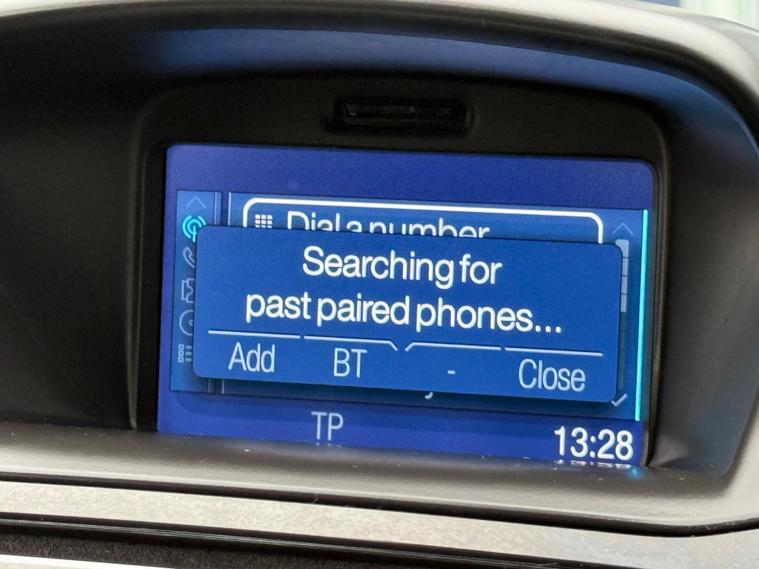 Dial a number
Searching for
past paired phones...
Add BT - Close
TP 13:28